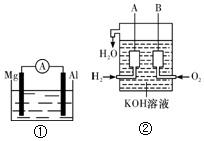 A B
A
H₂O
Mg Al
H₂ O₂
KOH溶液
① ②